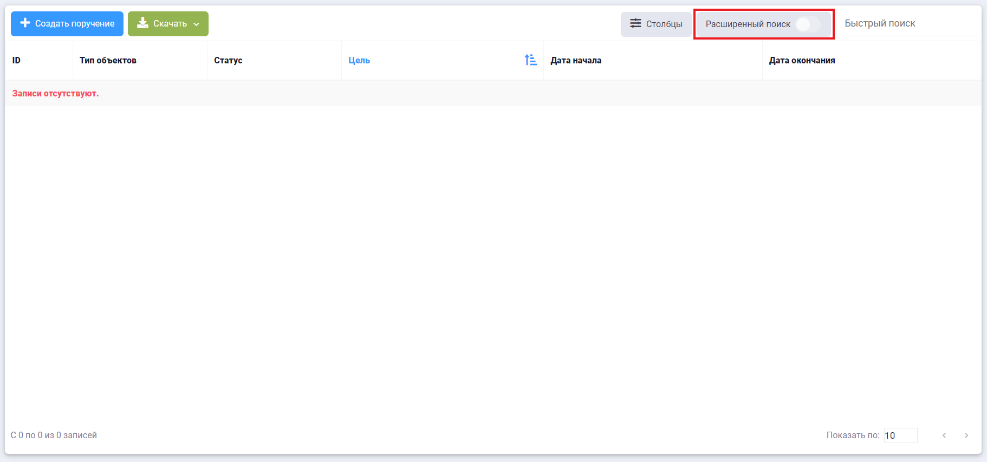 Создать поручение Скачать Столбцы Расширенный поиск Быстрый поиск
ID Тип объектов Статус Цель Дата начала Дата окончания
Записи отсутствуют.
С 0 по 0 из 0 записей Показать по: 10